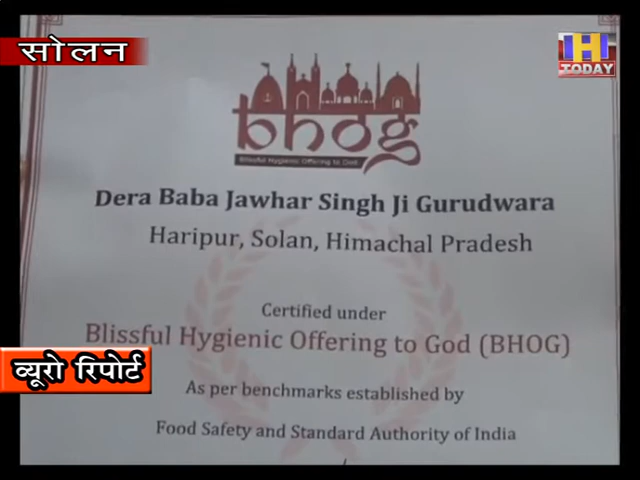 सोलन
H
TODAY
bhog
Blissful Hygienic Offering to God
Dera Baba Jawhar Singh Ji Gurudwara
Haripur, Solan, Himachal Pradesh
Certified under
Blissful Hygienic Offering to God (BHOG)
ब्यूरो रिपोर्ट
As per benchmarks established by
Food Safety and Standard Authority of India